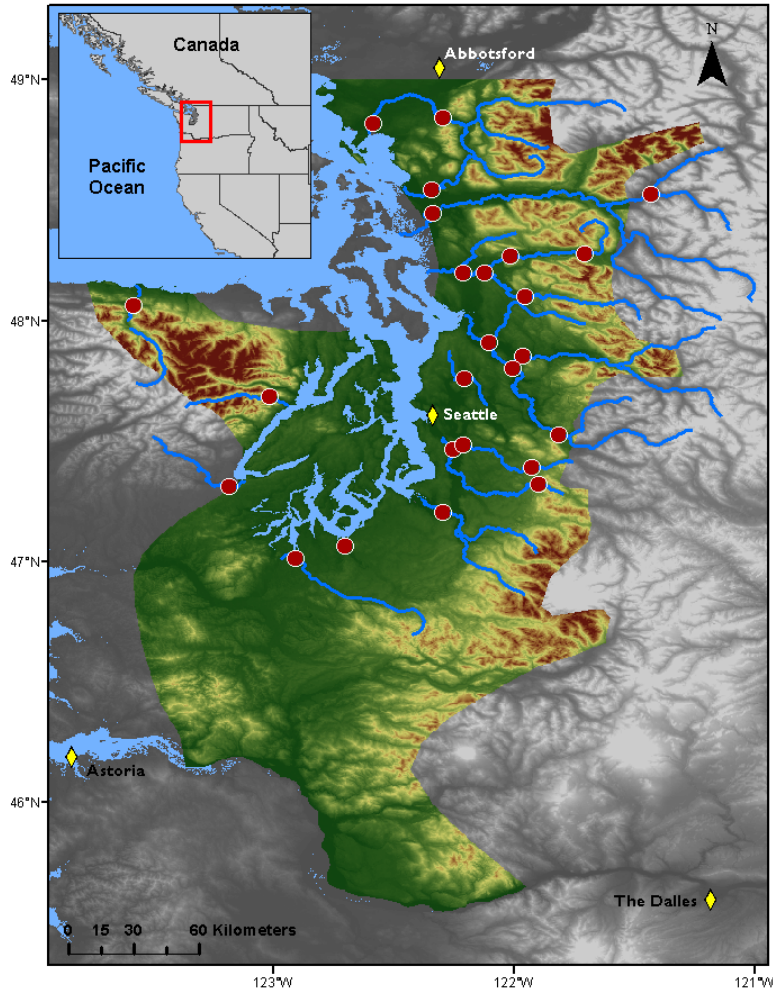 Canada
Pacific
Ocean
Abbotsford
N
49°N
48°N
Seattle
47°N
Astoria
46°N
The Dalles
0 15 30 60 Kilometers
123°W 122°W 121°W